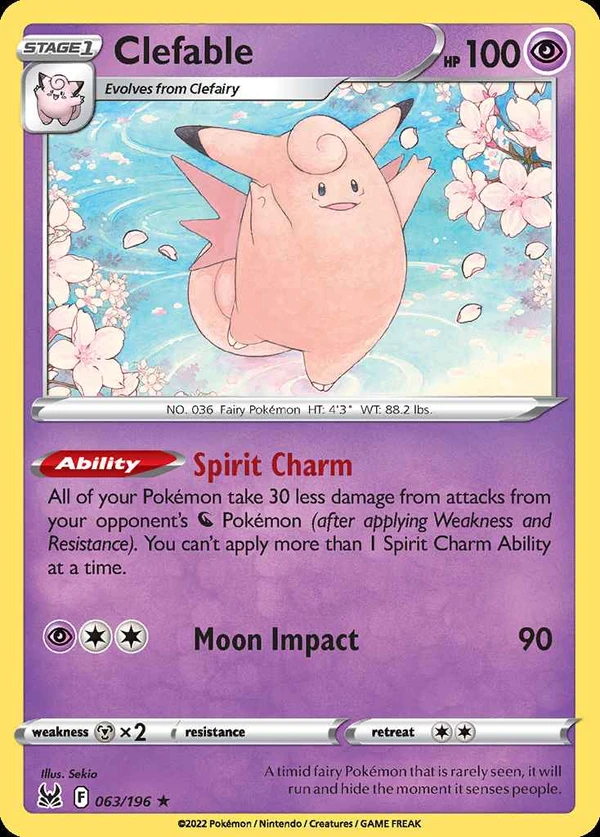 STAGE 1
Clefable
HP 100
Evolves from Clefairy
NO. 036 Fairy Pokémon HT: 4'3" WT: 88.2 lbs.
Ability
Spirit Charm
All of your Pokémon take 30 less damage from attacks from
your opponent's Pokémon (after applying Weakness and
Resistance). You can't apply more than 1 Spirit Charm Ability
at a time.
Moon Impact 90
weakness ×2 resistance retreat
Illus. Sekio
A timid fairy Pokémon that is rarely seen, it will
run and hide the moment it senses people.
F 063/196 ★
©2022 Pokémon / Nintendo / Creatures / GAME FREAK